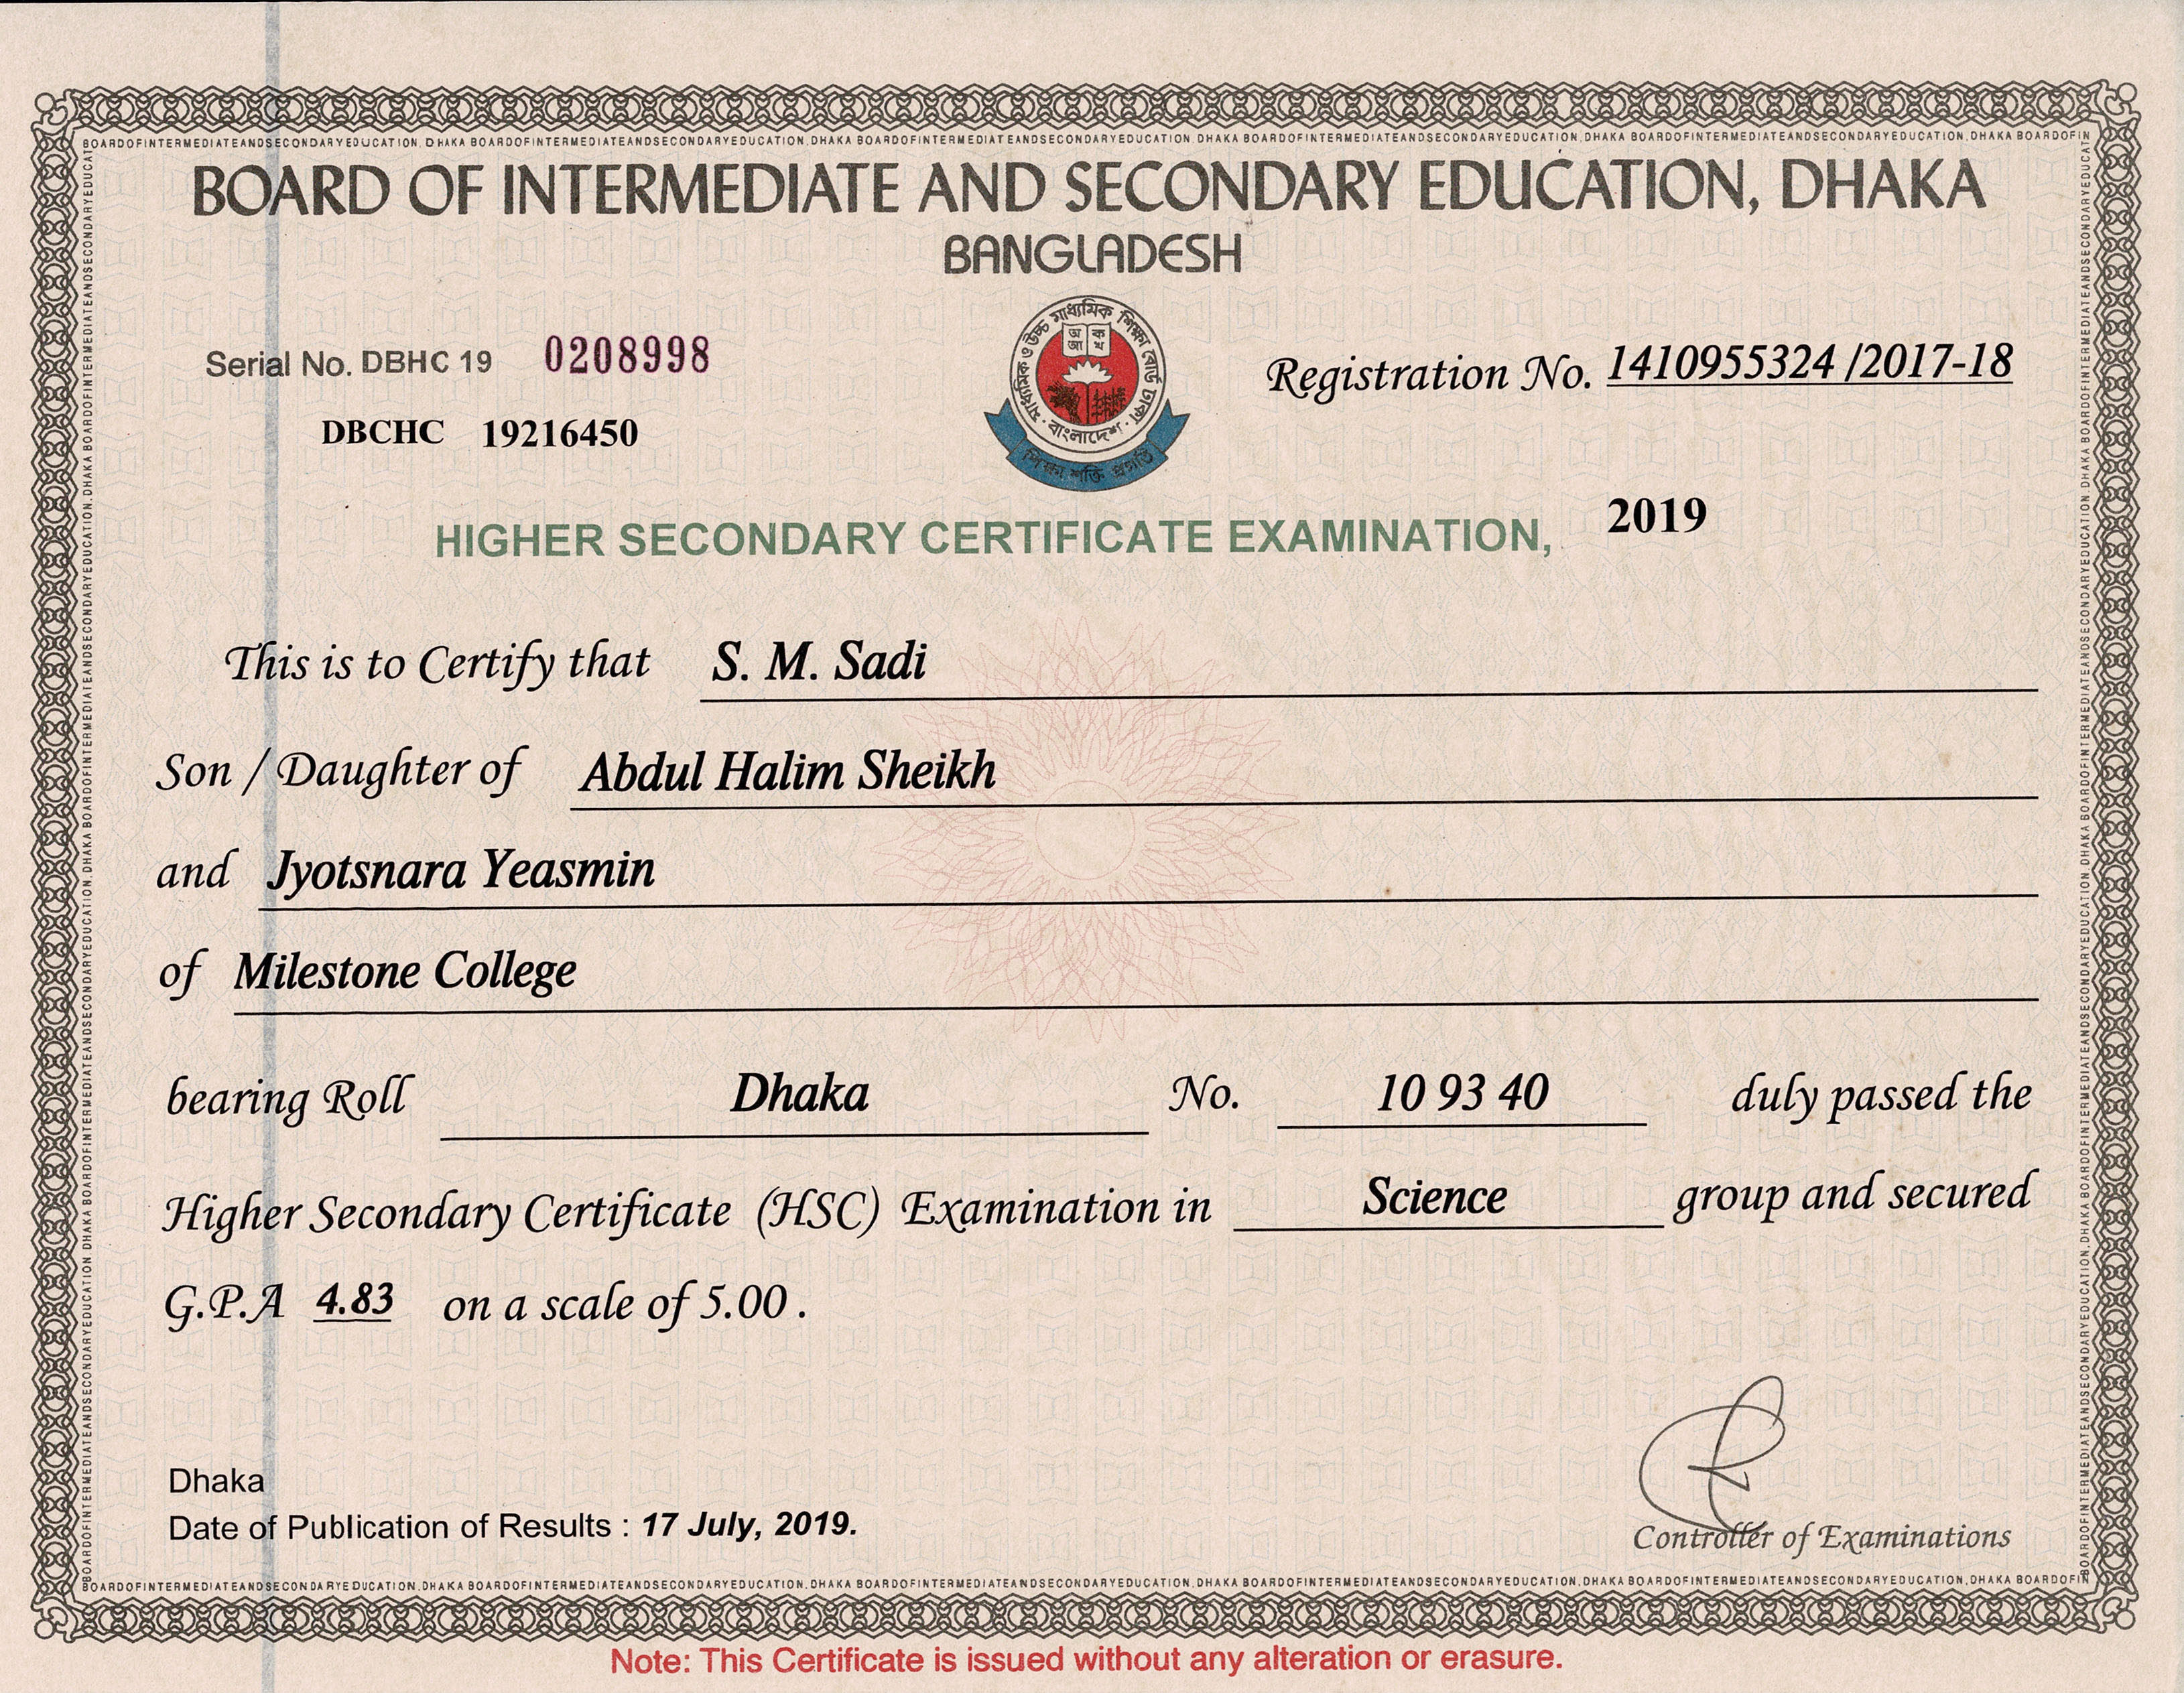 BOARDOFINTERMEDIATEANDSECONDARYEDUCATION, DHAKA BOARDOFINTERMEDIATEANDSECONDARYEDUCATION, DHAKA BOARDOFINTERMEDIATEANDSECONDARYEDUCATION, DHAKA BOARDOFINTERMEDIATEANDSECONDARYEDUCATION, DHAKA BOARDOFINTERMEDIATEANDSECONDARYEDUCATION, DHAKA BOARDOFIN
BOARD OF INTERMEDIATE AND SECONDARY EDUCATION, DHAKA
BANGLADESH
Serial No. DBHC 19 0208998
DBCHC 19216450
মাধ্যমিক ও উচ্চ মাধ্যমিক শিক্ষা বোর্ড ঢাকা
অ ক
আ খ
বাংলাদেশ
শিক্ষা শক্তি প্রগতি
Registration No. 1410955324 /2017-18
HIGHER SECONDARY CERTIFICATE EXAMINATION, 2019
This is to Certify that S. M. Sadi
Son / Daughter of Abdul Halim Sheikh
and Jyotsnara Yeasmin
of Milestone College
bearing Roll Dhaka No. 10 93 40 duly passed the
Higher Secondary Certificate (HSC) Examination in Science group and secured
G.P.A 4.83 on a scale of 5.00 .
Dhaka
Date of Publication of Results : 17 July, 2019.
Controller of Examinations
BOARDOFINTERMEDIATEANDSECONDARYEDUCATION, DHAKA BOARDOFINTERMEDIATEANDSECONDARYEDUCATION, DHAKA BOARDOFINTERMEDIATEANDSECONDARYEDUCATION, DHAKA BOARDOFINTERMEDIATEANDSECONDARYEDUCATION, DHAKA BOARDOFINTERMEDIATEANDSECONDARYEDUCATION, DHAKA BOARDOFIN
Note: This Certificate is issued without any alteration or erasure.